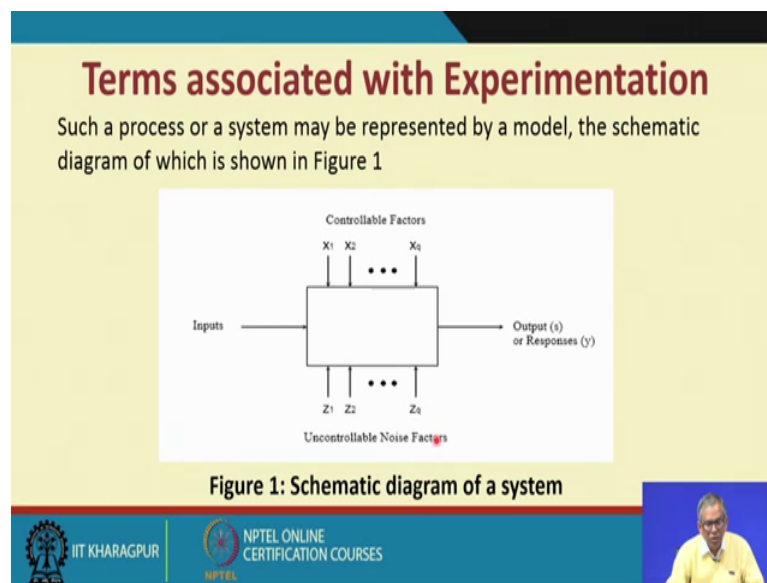 Terms associated with Experimentation
Such a process or a system may be represented by a model, the schematic
diagram of which is shown in Figure 1
Controllable Factors
X1 X2 Xq
Inputs
Output (s)
or Responses (y)
Z1 Z2 Zq
Uncontrollable Noise Factors
Figure 1: Schematic diagram of a system
IIT KHARAGPUR
NPTEL
NPTEL ONLINE
CERTIFICATION COURSES